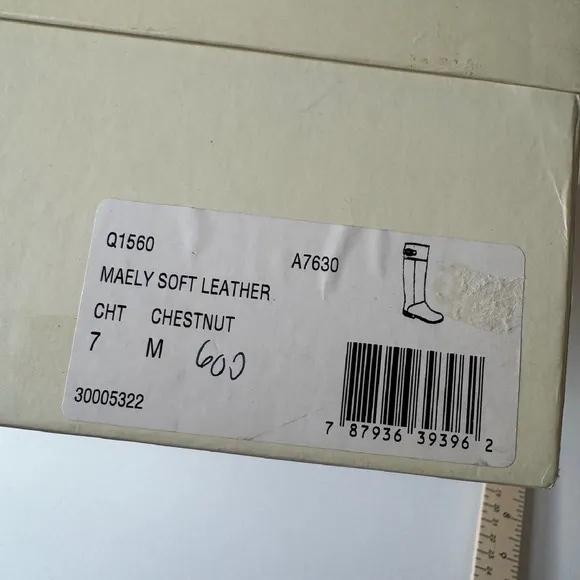 Q1560 A7630
MAELY SOFT LEATHER
CHT CHESTNUT
7 M 600
30005322
7 87936 39396 2